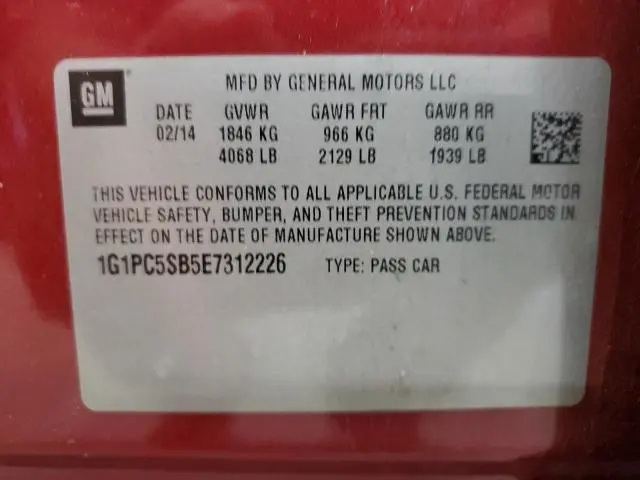 GM
MFD BY GENERAL MOTORS LLC
DATE GVWR GAWR FRT GAWR RR
02/14 1846 KG 966 KG 880 KG
4068 LB 2129 LB 1939 LB
THIS VEHICLE CONFORMS TO ALL APPLICABLE U.S. FEDERAL MOTOR
VEHICLE SAFETY, BUMPER, AND THEFT PREVENTION STANDARDS IN
EFFECT ON THE DATE OF MANUFACTURE SHOWN ABOVE.
1G1PC5SB5E7312226 TYPE: PASS CAR